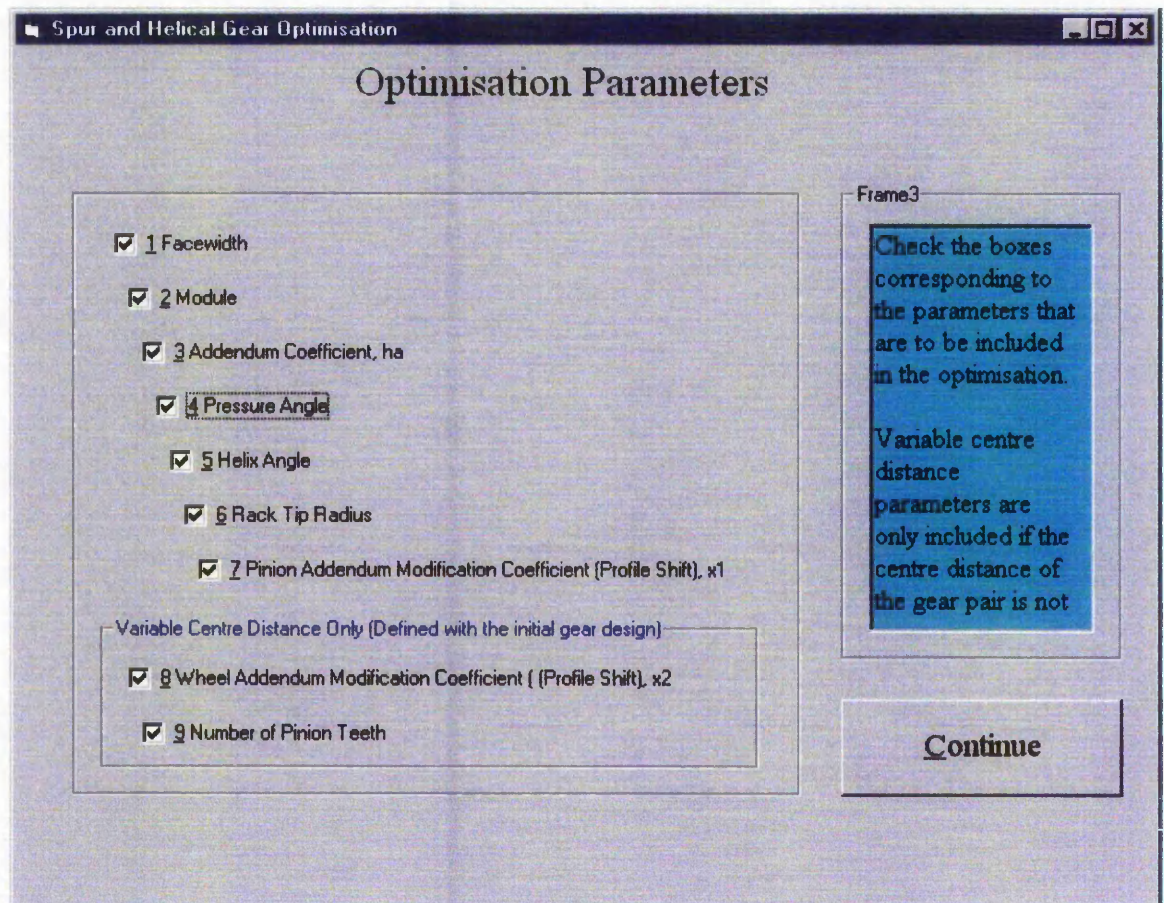 Spur and Helical Gear Optimisation
Optimisation Parameters
1 Facewidth
2 Module
3 Addendum Coefficient, ha
4 Pressure Angle
5 Helix Angle
6 Rack Tip Radius
7 Pinion Addendum Modification Coefficient (Profile Shift), x1
Variable Centre Distance Only (Defined with the initial gear design)
8 Wheel Addendum Modification Coefficient ( (Profile Shift), x2
9 Number of Pinion Teeth
Frame3
Check the boxes
corresponding to
the parameters that
are to be included
in the optimisation.
Variable centre
distance
parameters are
only included if the
centre distance of
the gear pair is not
Continue